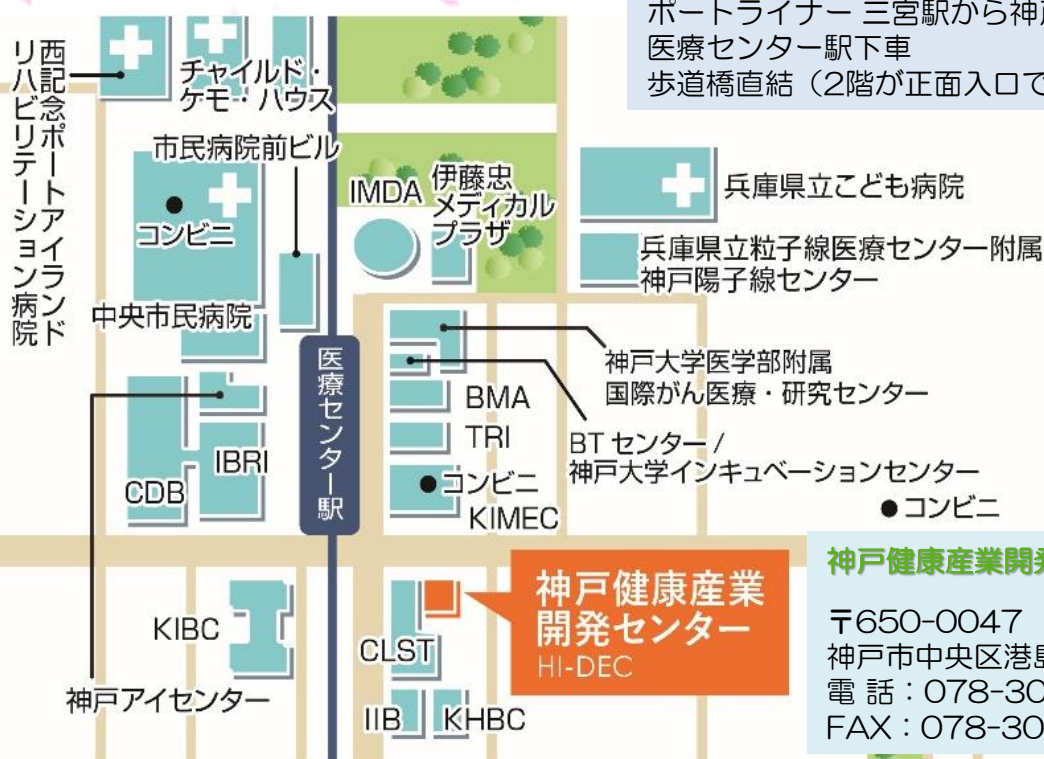 ポートライナー 三宮駅から神戸
医療センター駅下車
歩道橋直結（2階が正面入口で
西記念ポートアイランド
リハビリテーション病院
チャイルド・
ケモ・ハウス
市民病院前ビル
コンビニ
中央市民病院
IMDA
伊藤忠
メディカル
プラザ
兵庫県立こども病院
兵庫県立粒子線医療センター附属
神戸陽子線センター
医療センター駅
神戸大学医学部附属
国際がん医療・研究センター
BMA
TRI
BT センター /
神戸大学インキュベーションセンター
コンビニ
KIMEC
コンビニ
IBRI
CDB
KIBC
神戸アイセンター
CLST
IIB
KHBC
神戸健康産業
開発センター
HI-DEC
神戸健康産業開発
〒650-0047
神戸市中央区港島
電 話：078-30
FAX：078-30